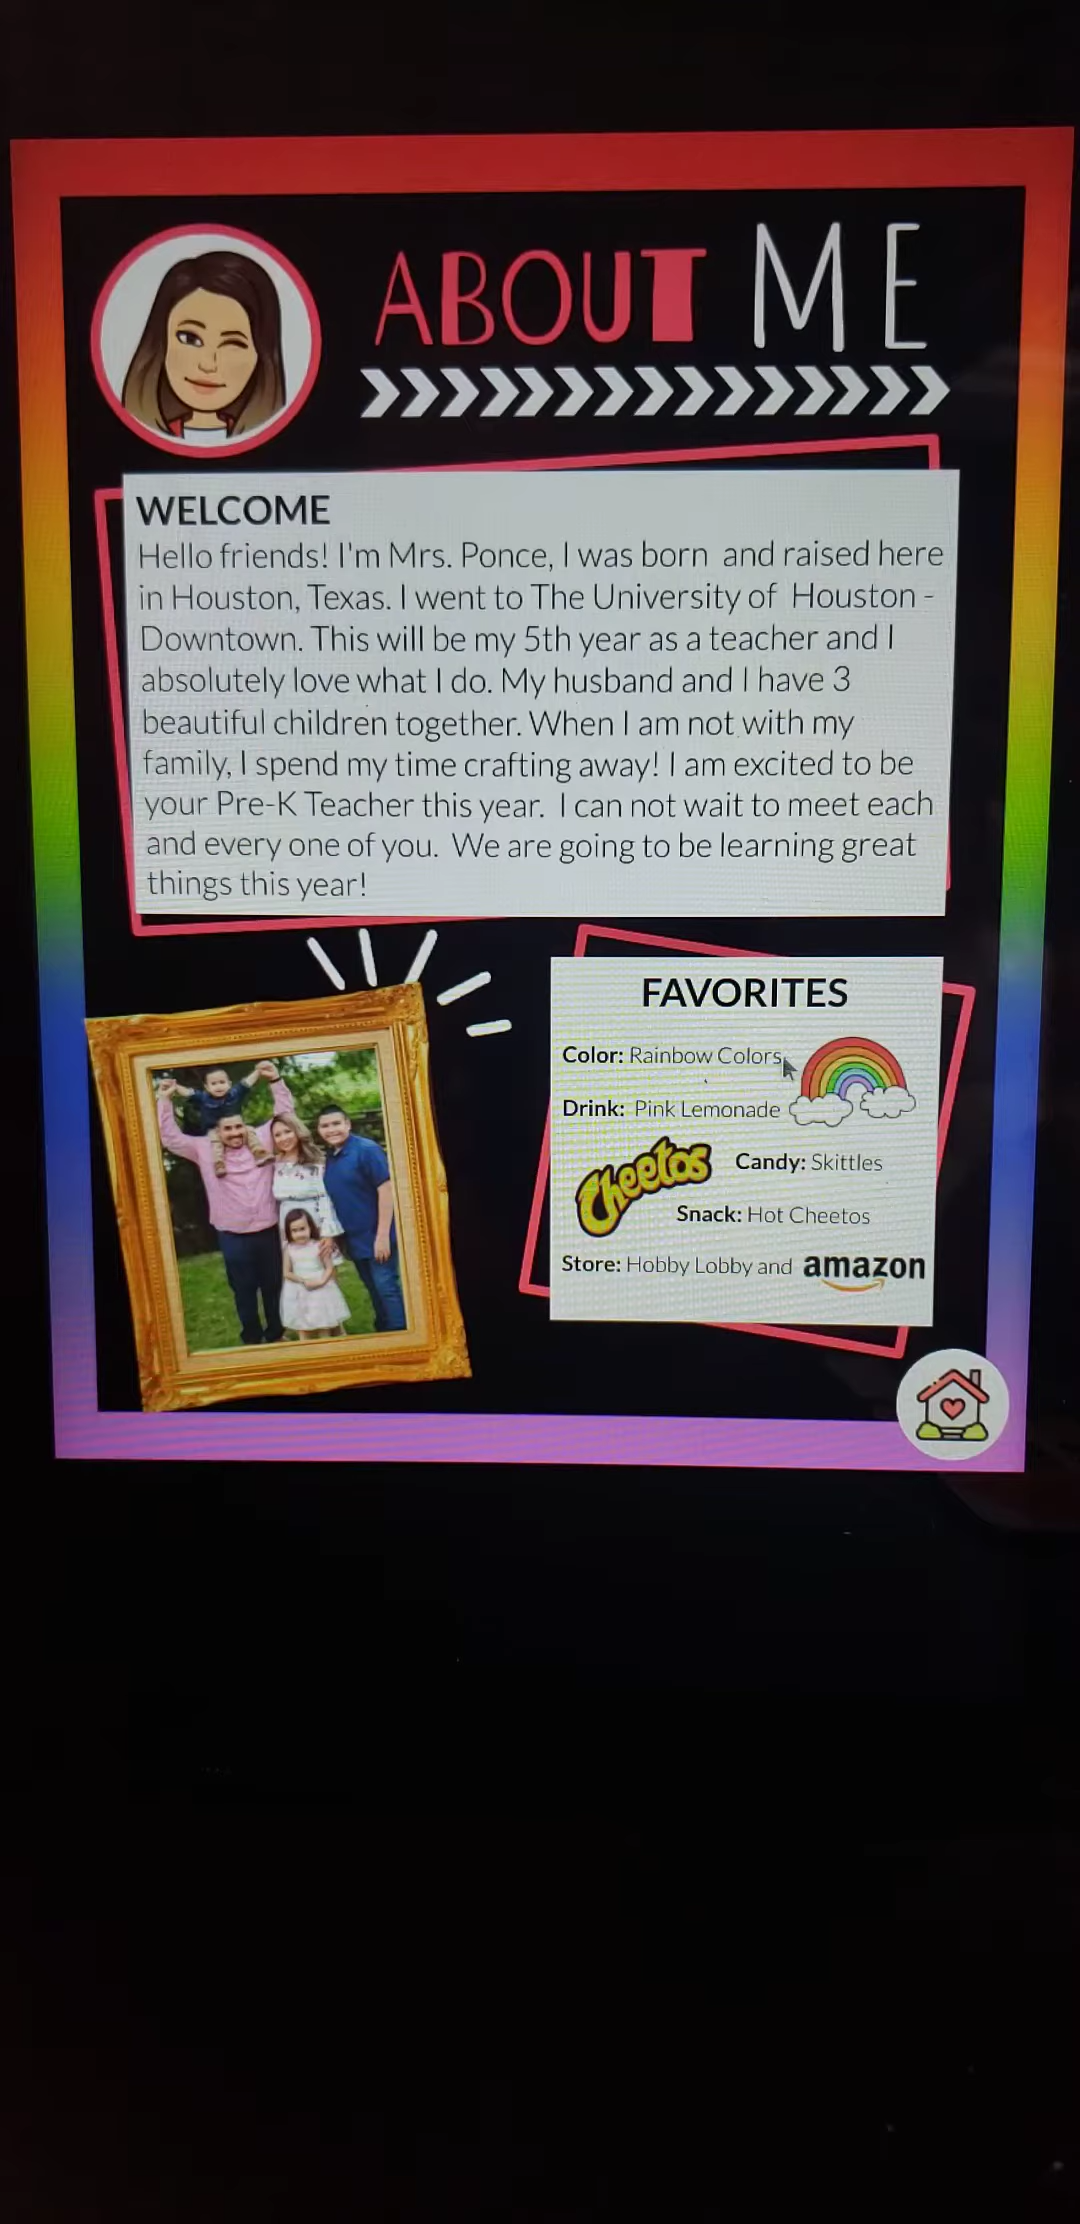 ABOUT ME
WELCOME
Hello friends! I'm Mrs. Ponce, I was born and raised here
in Houston, Texas. I went to The University of Houston -
Downtown. This will be my 5th year as a teacher and I
absolutely love what I do. My husband and I have 3
beautiful children together. When I am not with my
family, I spend my time crafting away! I am excited to be
your Pre-K Teacher this year. I can not wait to meet each
and every one of you. We are going to be learning great
things this year!
FAVORITES
Color: Rainbow Colors
Drink: Pink Lemonade
Cheetos
Candy: Skittles
Snack: Hot Cheetos
Store: Hobby Lobby and amazon